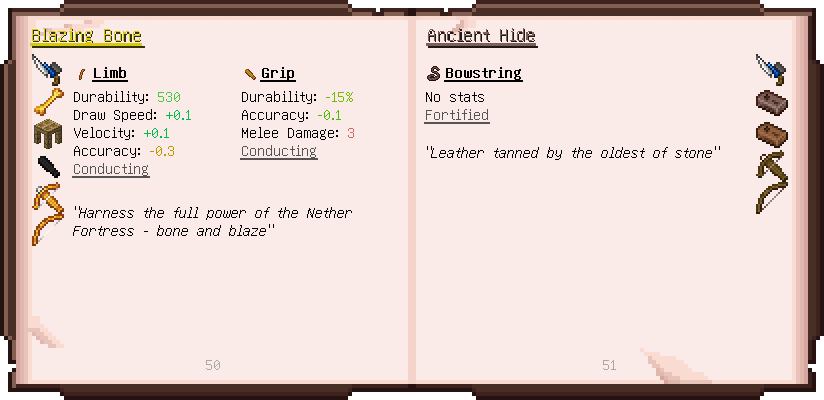 Blazing Bone
Limb
Durability: 530
Draw Speed: +0.1
Velocity: +0.1
Accuracy: -0.3
Conducting
Grip
Durability: -15%
Accuracy: -0.1
Melee Damage: 3
Conducting
"Harness the full power of the Nether
Fortress - bone and blaze"
50
Ancient Hide
Bowstring
No stats
Fortified
"Leather tanned by the oldest of stone"
51